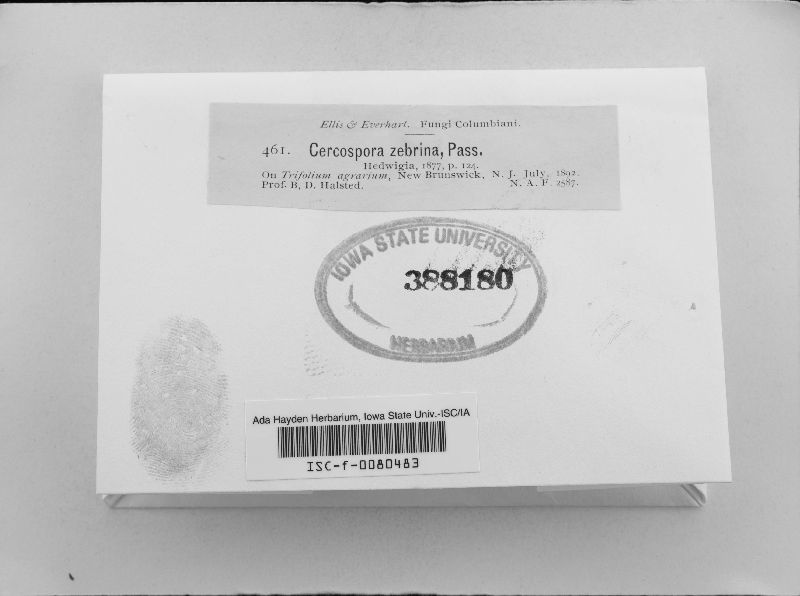 Ellis & Everhart. Fungi Columbiani.
461. Cercospora zebrina, Pass.
Hedwigia, 1877, p. 124.
On Trifolium agrarium, New Brunswick, N. J. July, 1892.
Prof. B, D. Halsted. N. A. F. 2587.
IOWA STATE UNIVERSITY
388180
HERBARIUM
Ada Hayden Herbarium, Iowa State Univ.-ISC/IA
ISC-f-0080483